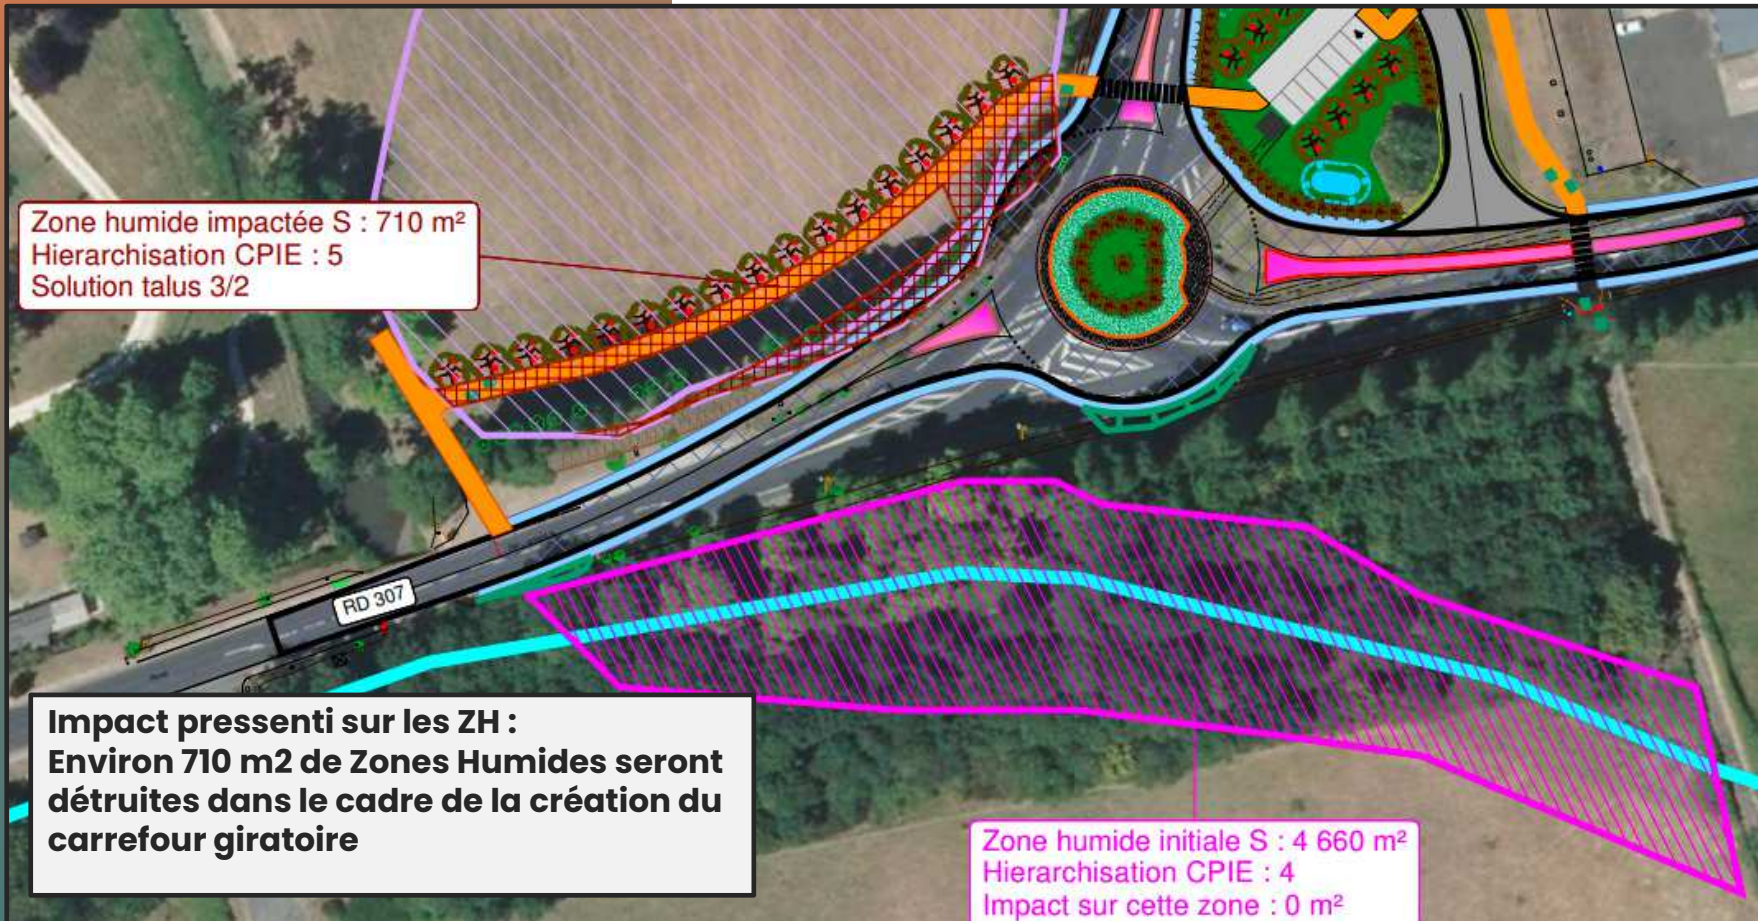 Zone humide impactée S : 710 m²
Hierarchisation CPIE : 5
Solution talus 3/2
RD 307
Impact pressenti sur les ZH :
Environ 710 m2 de Zones Humides seront
détruites dans le cadre de la création du
carrefour giratoire
Zone humide initiale S : 4 660 m²
Hierarchisation CPIE : 4
Impact sur cette zone : 0 m²